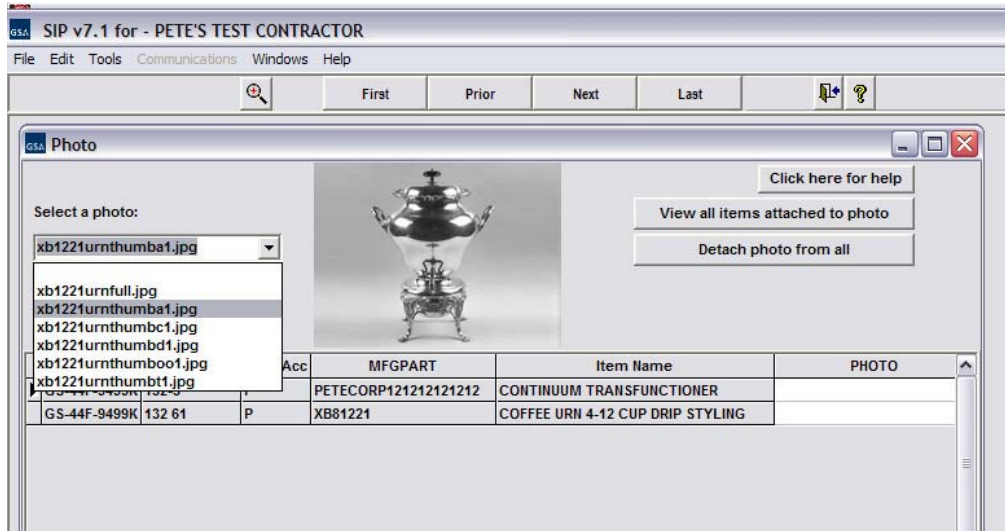 GSA SIP v7.1 for - PETE'S TEST CONTRACTOR
File Edit Tools Communications Windows Help
First Prior Next Last
GSA Photo
Click here for help
Select a photo:
View all items attached to photo
xb1221urnthumba1.jpg
Detach photo from all
xb1221urnfull.jpg
xb1221urnthumba1.jpg
xb1221urnthumbc1.jpg
xb1221urnthumbd1.jpg
xb1221urnthumboo1.jpg
xb1221urnthumbt1.jpg
Acc MFGPART Item Name PHOTO
PETECORP121212121212 CONTINUUM TRANSFUNCTIONER
GS-44F-9499K 132 61 P XB81221 COFFEE URN 4-12 CUP DRIP STYLING